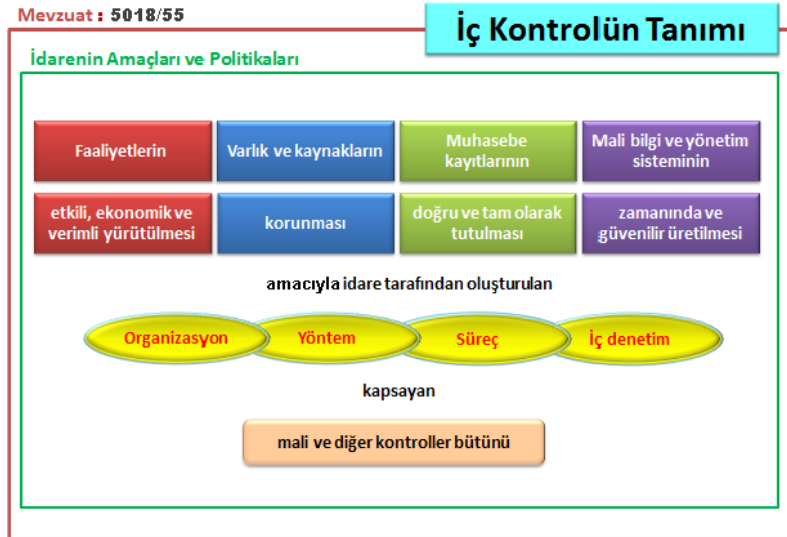 Mevzuat : 5018/55
İç Kontrolün Tanımı
İdarenin Amaçları ve Politikaları
Faaliyetlerin
Varlık ve kaynakların
Muhasebe
kayıtlarının
Mali bilgi ve yönetim
sisteminin
etkili, ekonomik ve
verimli yürütülmesi
korunması
doğru ve tam olarak
tutulması
zamanında ve
güvenilir üretilmesi
amacıyla idare tarafından oluşturulan
Organizasyon
Yöntem
Süreç
İç denetim
kapsayan
mali ve diğer kontroller bütünü